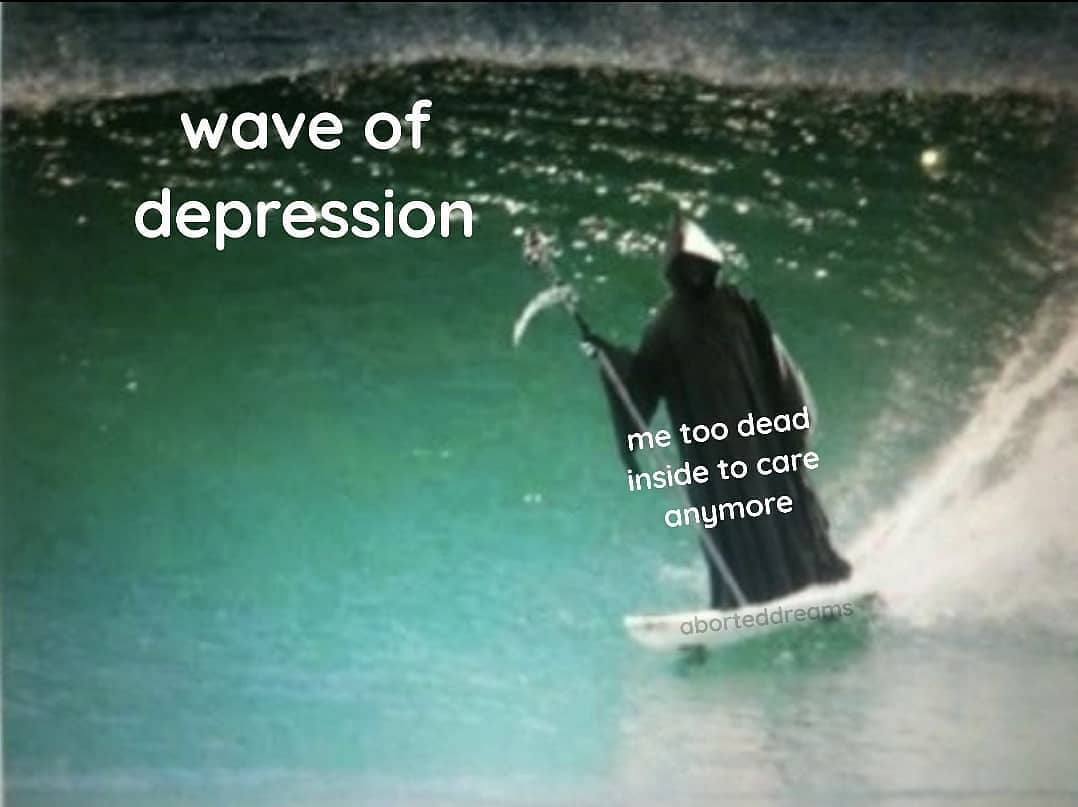 wave of
depression
me too dead
inside to care
anymore
aborteddreams